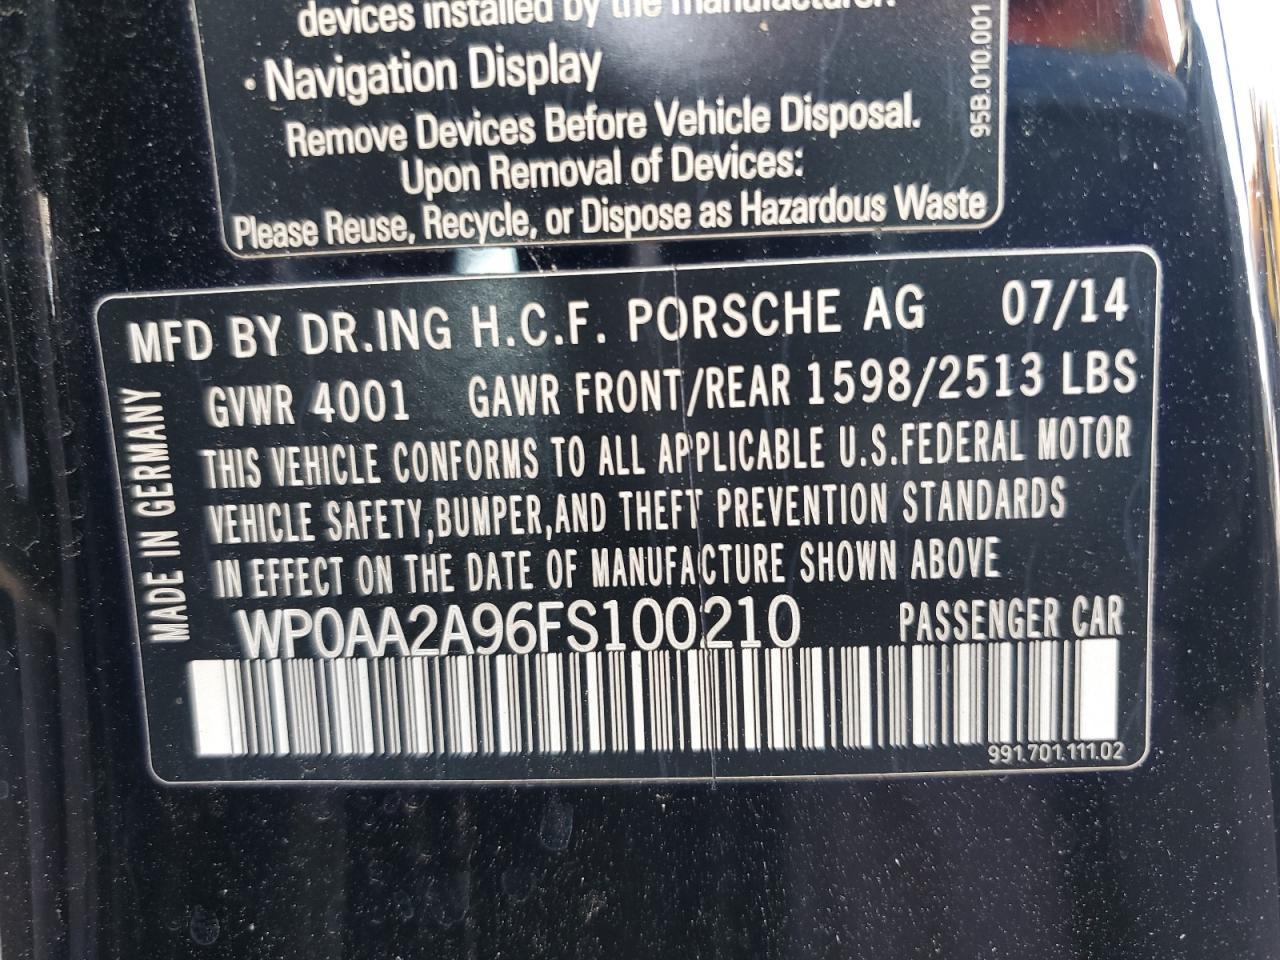 devices installed by the manufacturer.
· Navigation Display
Remove Devices Before Vehicle Disposal.
Upon Removal of Devices:
Please Reuse, Recycle, or Dispose as Hazardous Waste
95B.010.001
MFD BY DR.ING H.C.F. PORSCHE AG 07/14
GVWR 4001 GAWR FRONT/REAR 1598/2513 LBS
THIS VEHICLE CONFORMS TO ALL APPLICABLE U.S.FEDERAL MOTOR
VEHICLE SAFETY,BUMPER,AND THEFT PREVENTION STANDARDS
IN EFFECT ON THE DATE OF MANUFACTURE SHOWN ABOVE
WP0AA2A96FS100210 PASSENGER CAR
991.701.111.02
MADE IN GERMANY